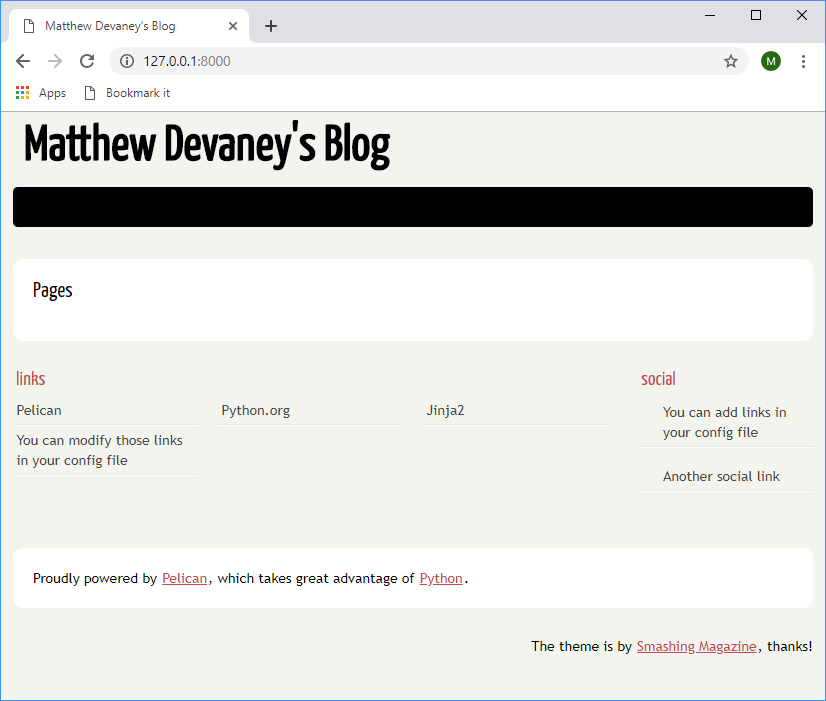 Matthew Devaney's Blog
127.0.0.1:8000
M
Apps
Bookmark it
Matthew Devaney's Blog
Pages
links
social
Pelican
Python.org
Jinja2
You can add links in
your config file
You can modify those links
in your config file
Another social link
Proudly powered by Pelican, which takes great advantage of Python.
The theme is by Smashing Magazine, thanks!